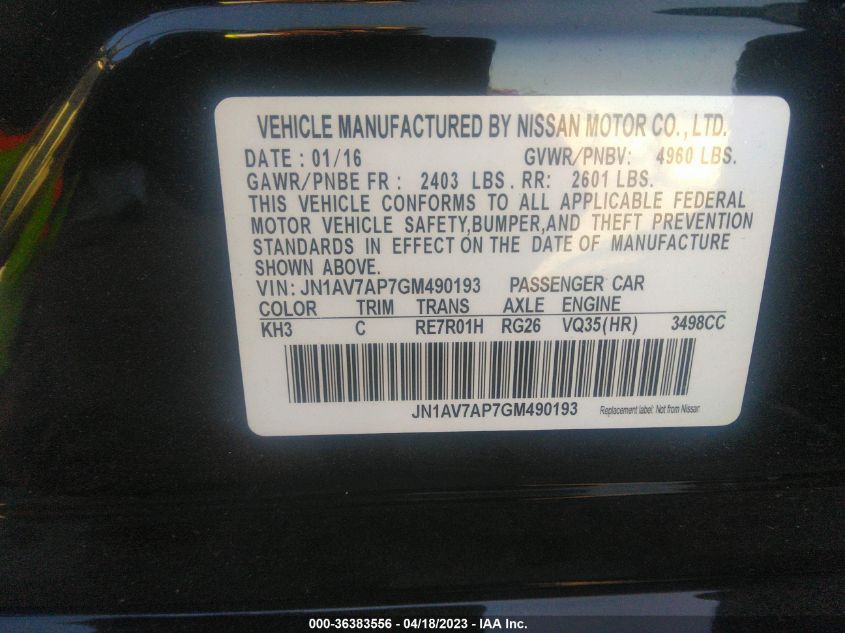 VEHICLE MANUFACTURED BY NISSAN MOTOR CO., LTD.
DATE : 01/16 GVWR/PNBV: 4960 LBS.
GAWR/PNBE FR : 2403 LBS. RR: 2601 LBS.
THIS VEHICLE CONFORMS TO ALL APPLICABLE FEDERAL
MOTOR VEHICLE SAFETY,BUMPER,AND THEFT PREVENTION
STANDARDS IN EFFECT ON THE DATE OF MANUFACTURE
SHOWN ABOVE.
VIN: JN1AV7AP7GM490193 PASSENGER CAR
COLOR TRIM TRANS AXLE ENGINE
KH3 C RE7R01H RG26 VQ35(HR) 3498CC
JN1AV7AP7GM490193 Replacement label: Not from Nissan
000-36383556 - 04/18/2023 - IAA Inc.